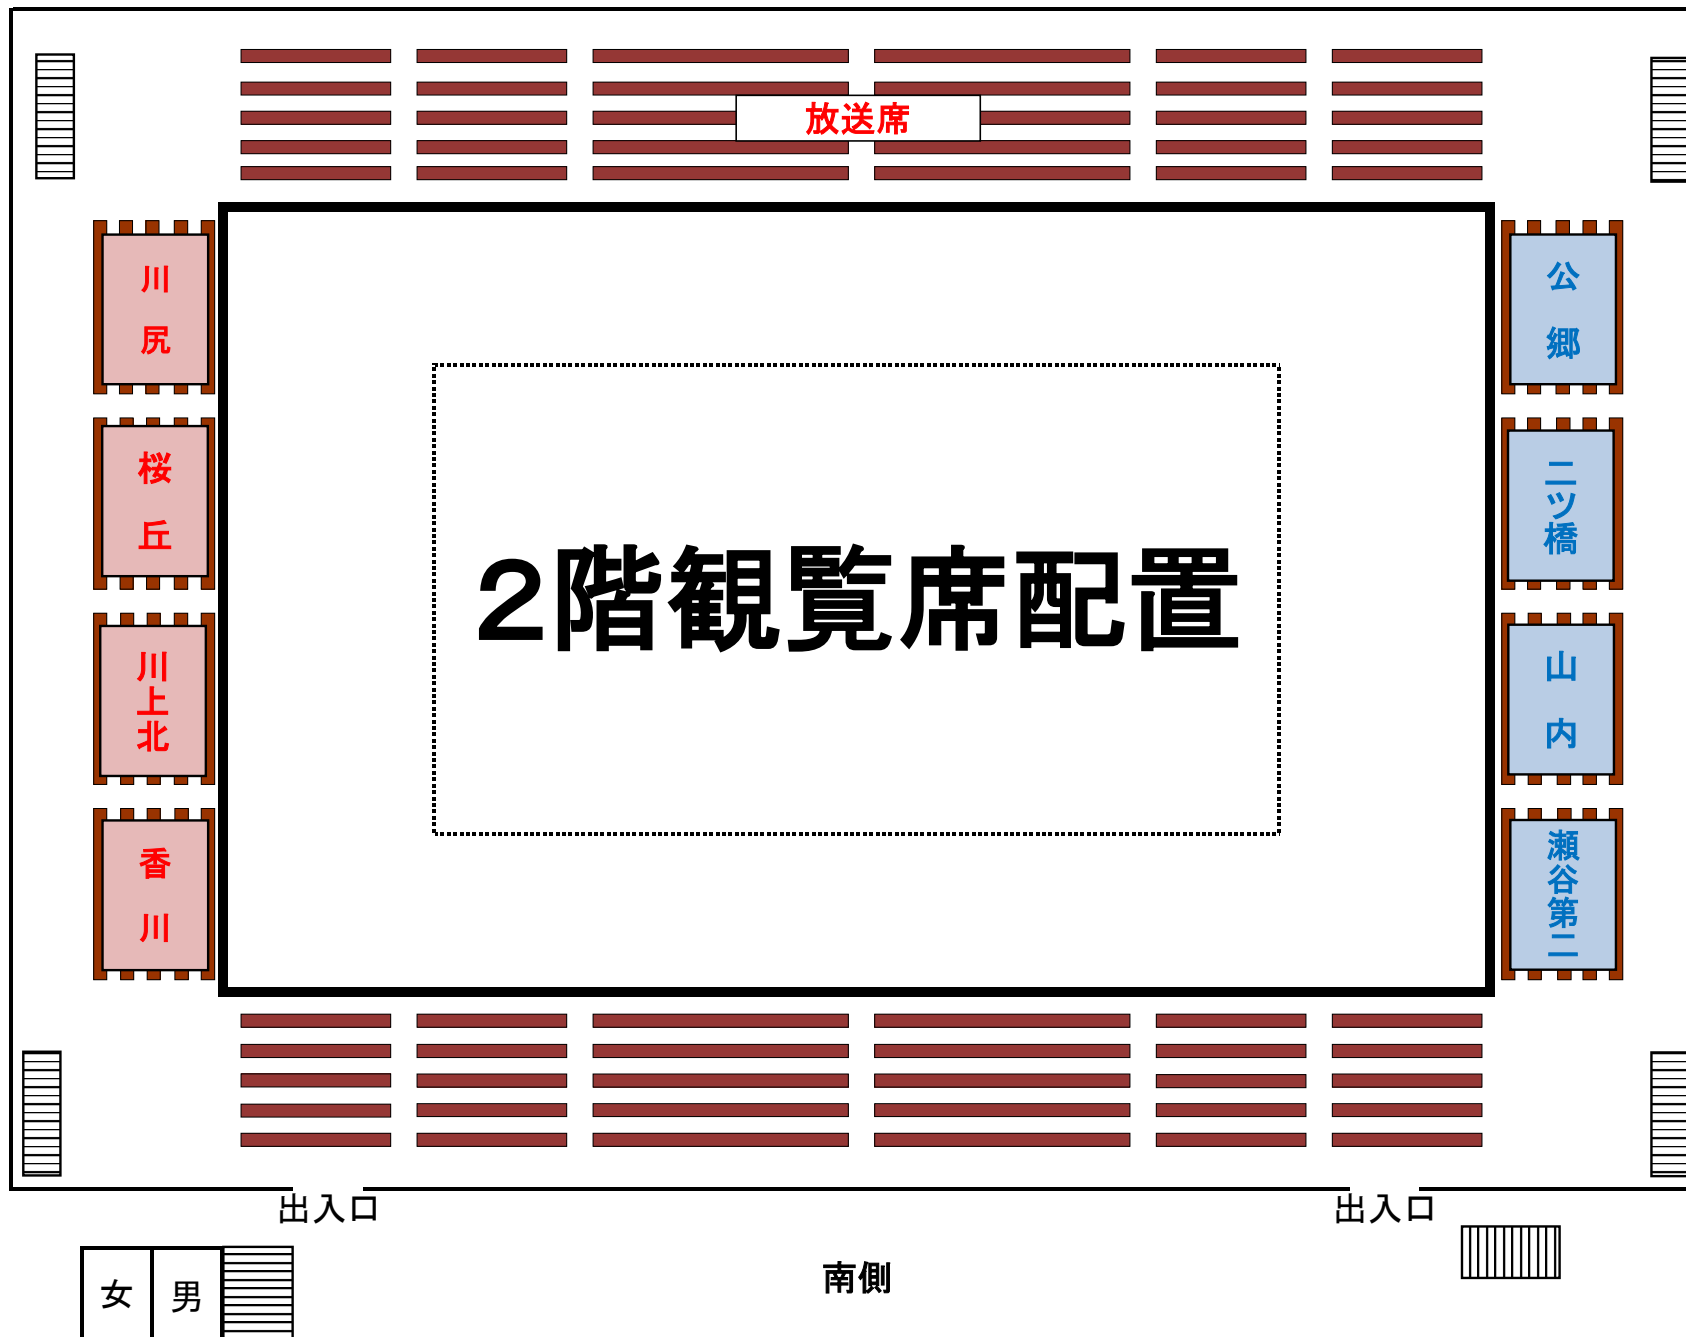 放送席
川尻
桜丘
川上北
香川
公郷
二ツ橋
山内
瀬谷第二
2階観覧席配置
出入口
出入口
南側
女
男